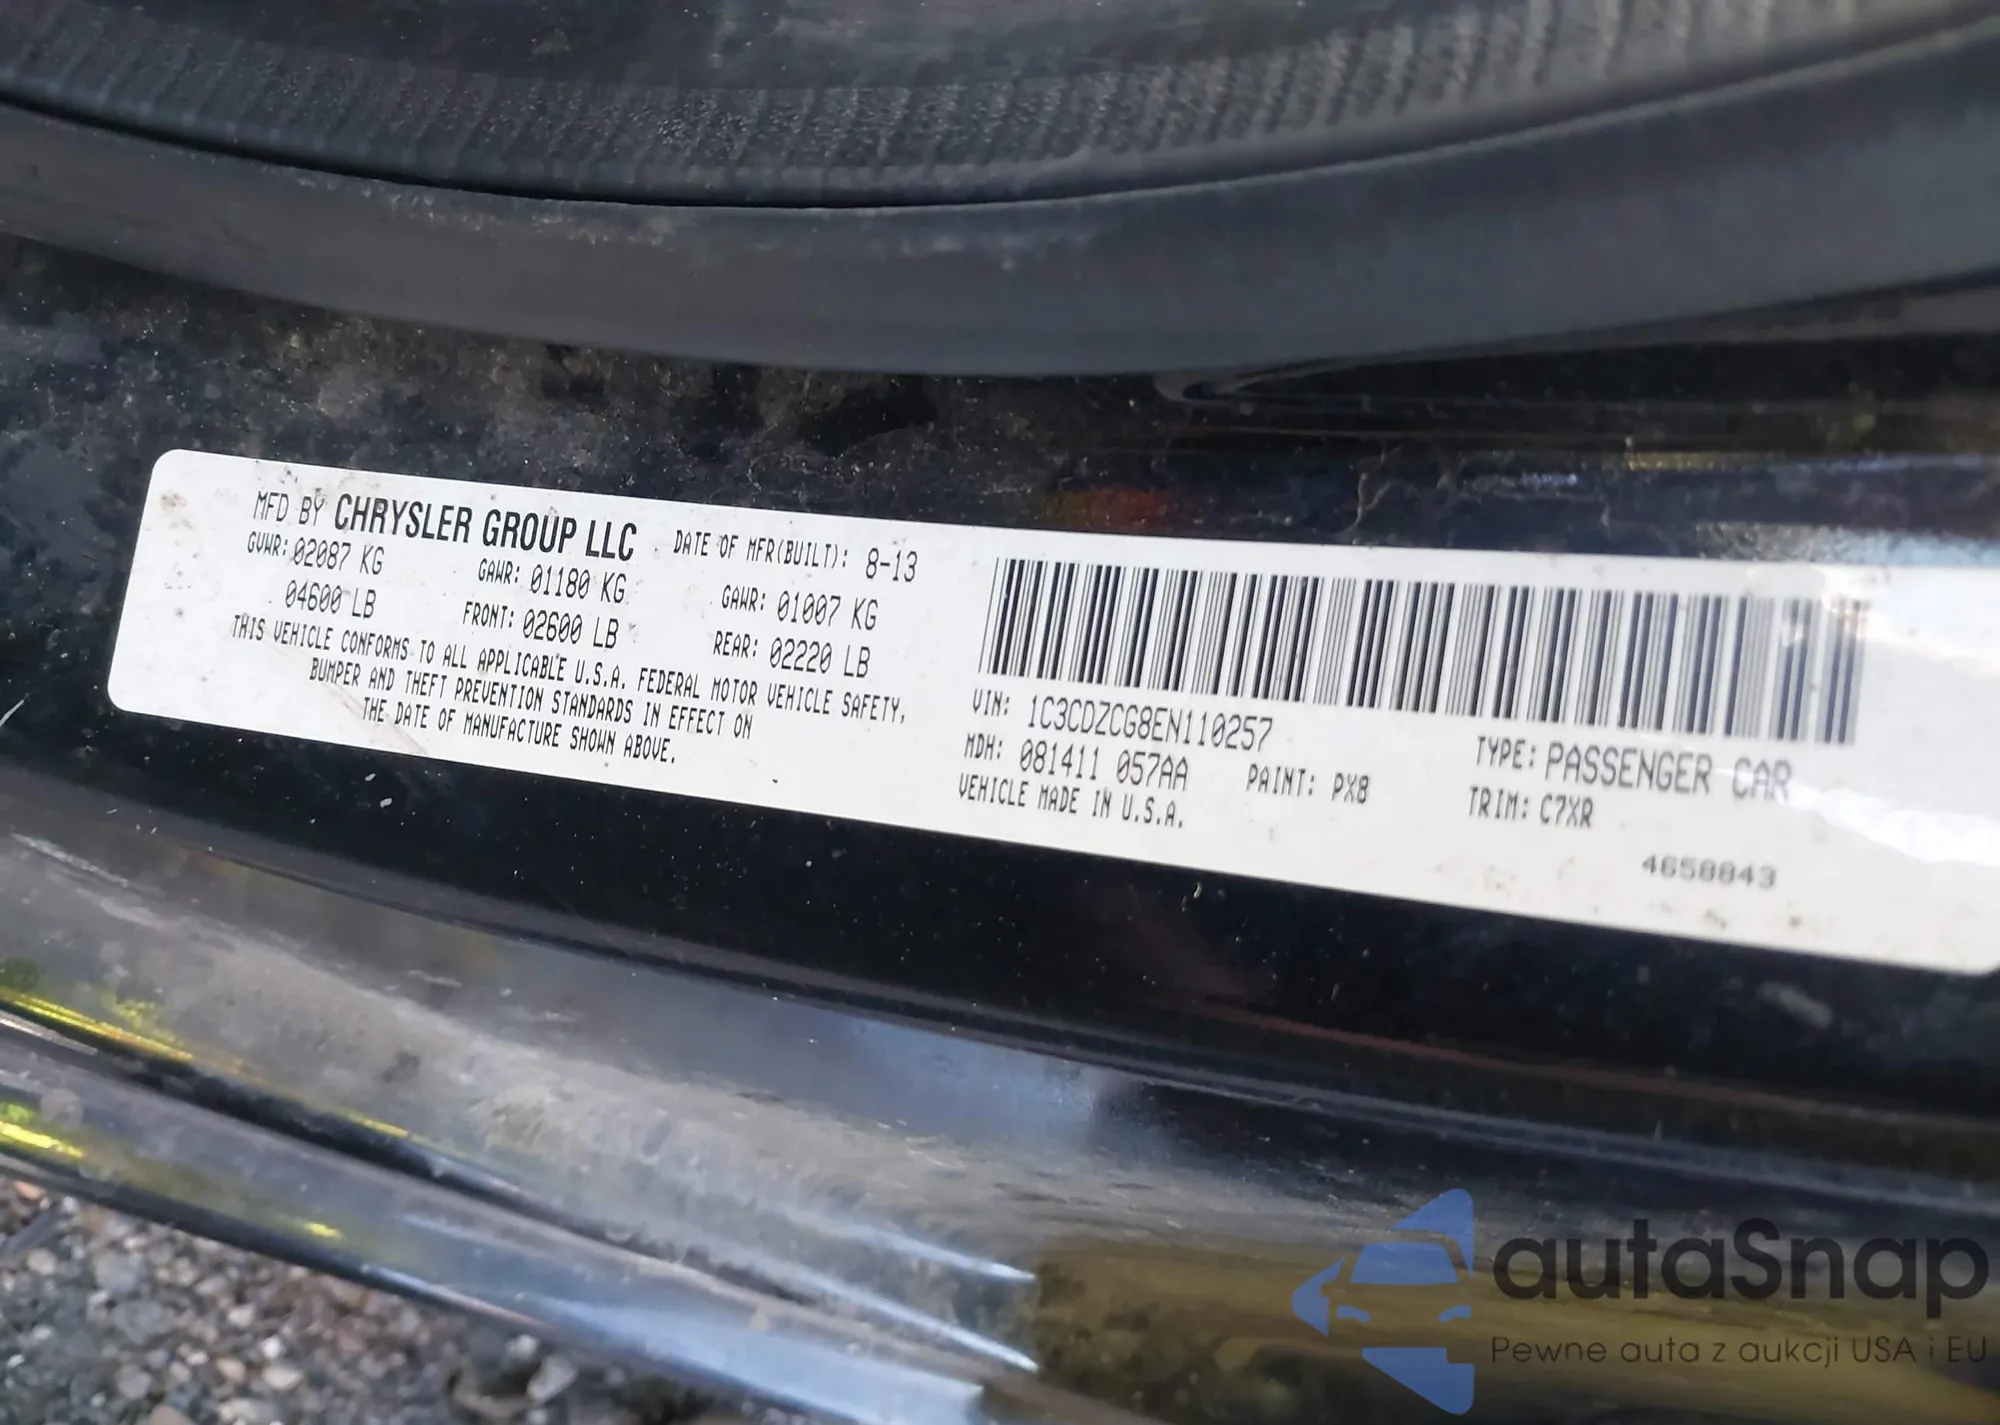 MFD BY CHRYSLER GROUP LLC DATE OF MFR(BUILT): 8-13
GVWR: 02087 KG GAWR: 01180 KG GAWR: 01007 KG
04600 LB FRONT: 02600 LB REAR: 02220 LB
THIS VEHICLE CONFORMS TO ALL APPLICABLE U.S.A. FEDERAL MOTOR VEHICLE SAFETY,
BUMPER AND THEFT PREVENTION STANDARDS IN EFFECT ON
THE DATE OF MANUFACTURE SHOWN ABOVE.
VIN: 1C3CDZCG8EN110257 TYPE: PASSENGER CAR
MDH: 081411 057AA PAINT: PX8 TRIM: C7XR
VEHICLE MADE IN U.S.A.
4658843
autaSnap
Pewne auta z aukcji USA i EU